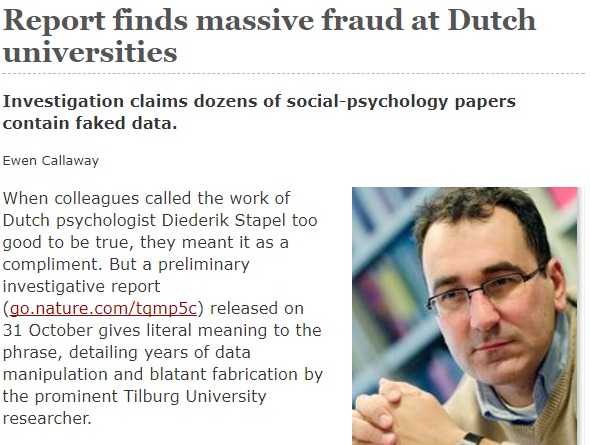 Report finds massive fraud at Dutch
universities
Investigation claims dozens of social-psychology papers
contain faked data.
Ewen Callaway
When colleagues called the work of
Dutch psychologist Diederik Stapel too
good to be true, they meant it as a
compliment. But a preliminary
investigative report
(go.nature.com/tqmp5c) released on
31 October gives literal meaning to the
phrase, detailing years of data
manipulation and blatant fabrication by
the prominent Tilburg University
researcher.